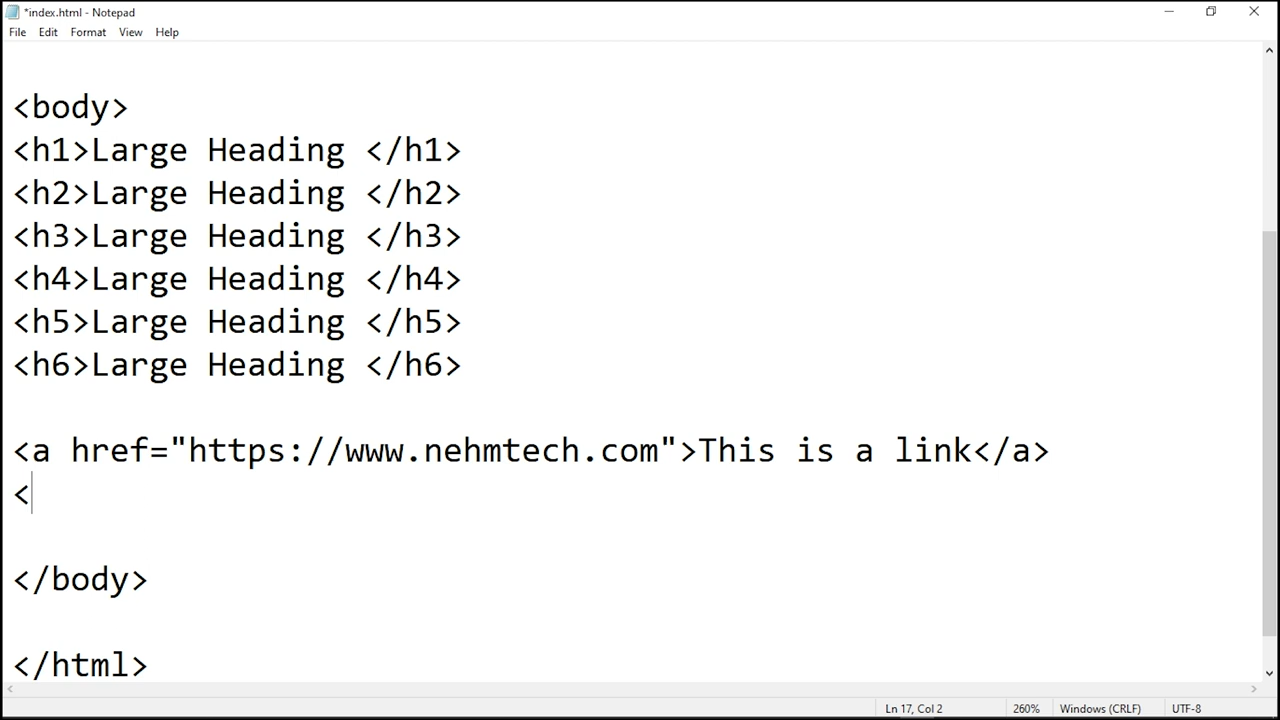 *index.html - Notepad
File Edit Format View Help
<body>
<h1>Large Heading </h1>
<h2>Large Heading </h2>
<h3>Large Heading </h3>
<h4>Large Heading </h4>
<h5>Large Heading </h5>
<h6>Large Heading </h6>
<a href="https://www.nehmtech.com">This is a link</a>
<
</body>
</html>
Ln 17, Col 2 260% Windows (CRLF) UTF-8